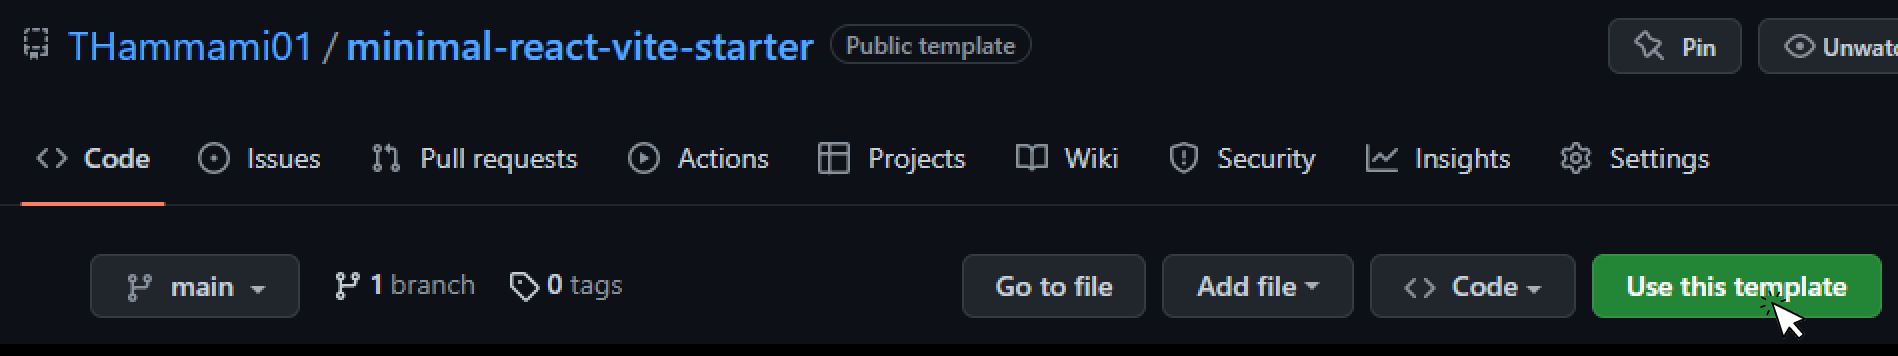 THammami01 / minimal-react-vite-starter Public template Pin Unwatc
Code Issues Pull requests Actions Projects Wiki Security Insights Settings
main 1 branch 0 tags Go to file Add file Code Use this template